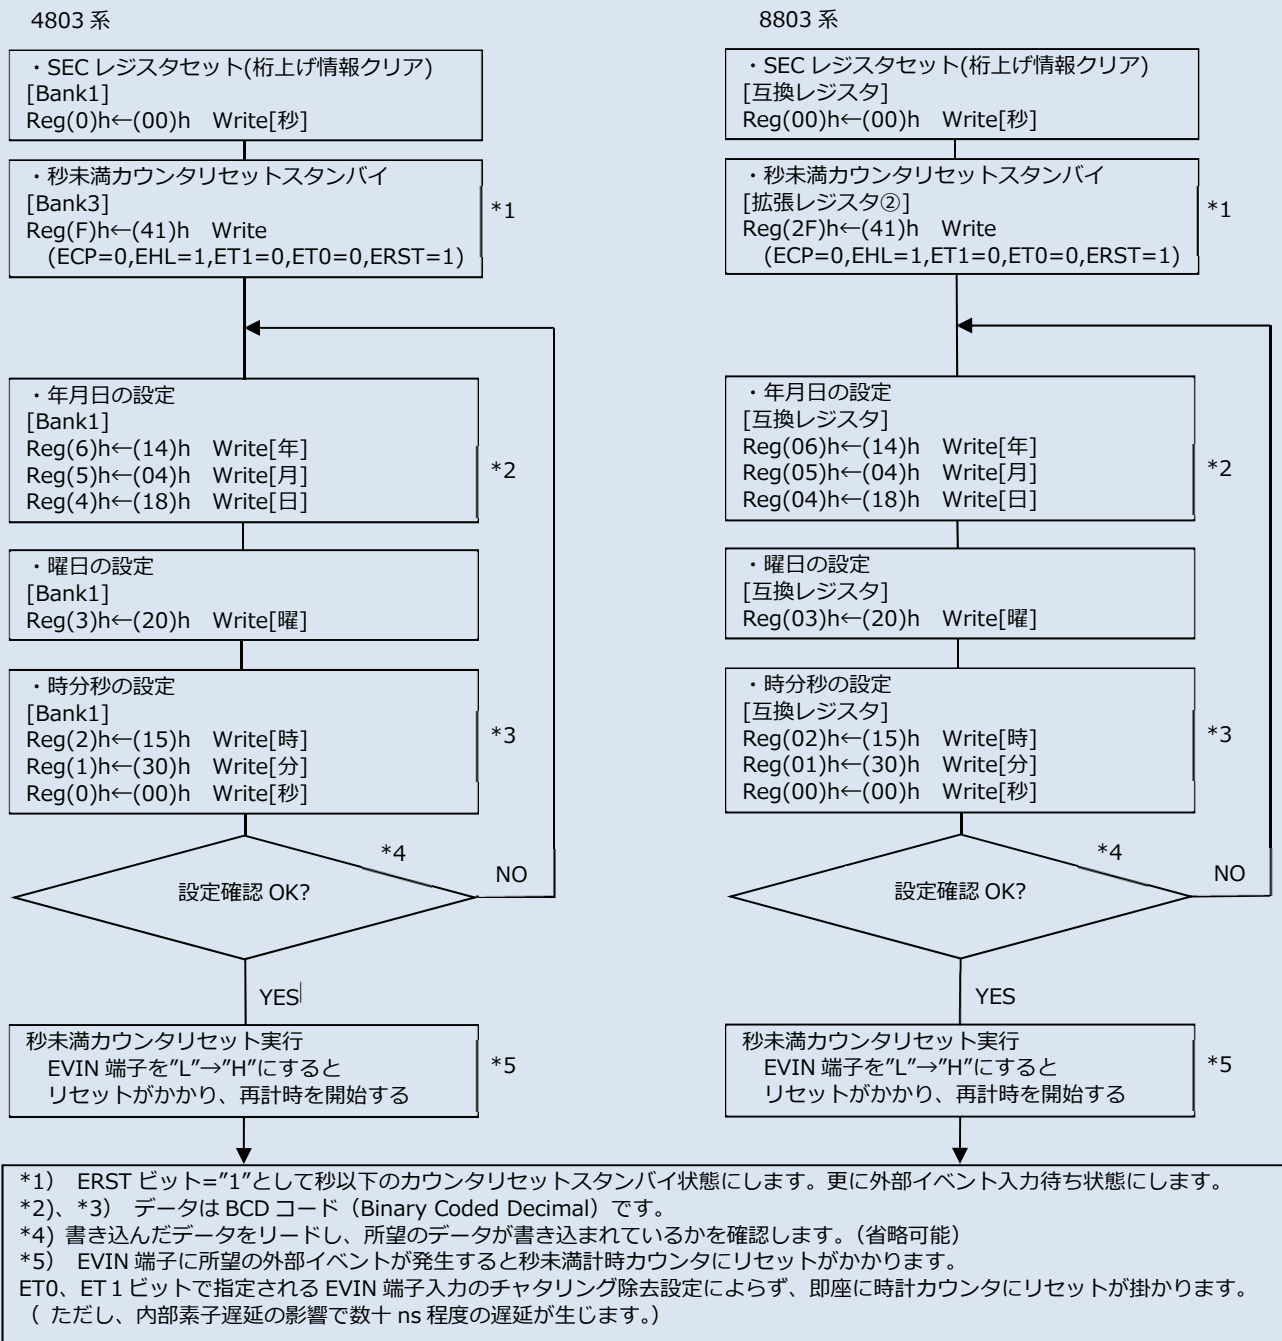 4803 系
・SEC レジスタセット(桁上げ情報クリア)
[Bank1]
Reg(0)h←(00)h Write[秒]
・秒未満カウンタリセットスタンバイ
[Bank3]
Reg(F)h←(41)h Write
(ECP=0,EHL=1,ET1=0,ET0=0,ERST=1)
*1
・年月日の設定
[Bank1]
Reg(6)h←(14)h Write[年]
Reg(5)h←(04)h Write[月]
Reg(4)h←(18)h Write[日]
*2
・曜日の設定
[Bank1]
Reg(3)h←(20)h Write[曜]
・時分秒の設定
[Bank1]
Reg(2)h←(15)h Write[時]
Reg(1)h←(30)h Write[分]
Reg(0)h←(00)h Write[秒]
*3
*4
設定確認 OK?
NO
YES
秒未満カウンタリセット実行
EVIN 端子を”L”→”H”にすると
リセットがかかり、再計時を開始する
*5
8803 系
・SEC レジスタセット(桁上げ情報クリア)
[互換レジスタ]
Reg(00)h←(00)h Write[秒]
・秒未満カウンタリセットスタンバイ
[拡張レジスタ②]
Reg(2F)h←(41)h Write
(ECP=0,EHL=1,ET1=0,ET0=0,ERST=1)
*1
・年月日の設定
[互換レジスタ]
Reg(06)h←(14)h Write[年]
Reg(05)h←(04)h Write[月]
Reg(04)h←(18)h Write[日]
*2
・曜日の設定
[互換レジスタ]
Reg(03)h←(20)h Write[曜]
・時分秒の設定
[互換レジスタ]
Reg(02)h←(15)h Write[時]
Reg(01)h←(30)h Write[分]
Reg(00)h←(00)h Write[秒]
*3
*4
設定確認 OK?
NO
YES
秒未満カウンタリセット実行
EVIN 端子を”L”→”H”にすると
リセットがかかり、再計時を開始する
*5
*1) ERST ビット=”1”として秒以下のカウンタリセットスタンバイ状態にします。更に外部イベント入力待ち状態にします。
*2)、*3) データは BCD コード（Binary Coded Decimal）です。
*4) 書き込んだデータをリードし、所望のデータが書き込まれているかを確認します。（省略可能）
*5) EVIN 端子に所望の外部イベントが発生すると秒未満計時カウンタにリセットがかかります。
ET0、ET１ビットで指定される EVIN 端子入力のチャタリング除去設定によらず、即座に時計カウンタにリセットが掛かります。
（ ただし、内部素子遅延の影響で数十 ns 程度の遅延が生じます。）